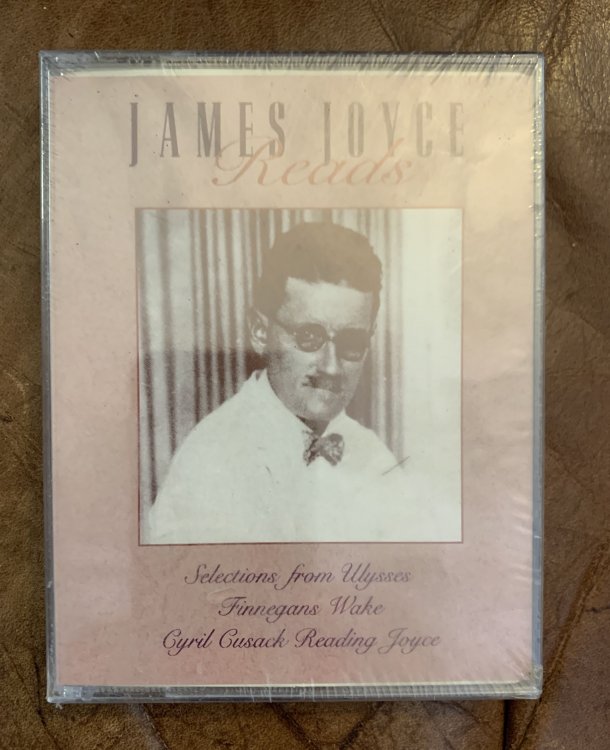 JAMES JOYCE
Reads
Selections from Ulysses
Finnegans Wake
Cyril Cusack Reading Joyce